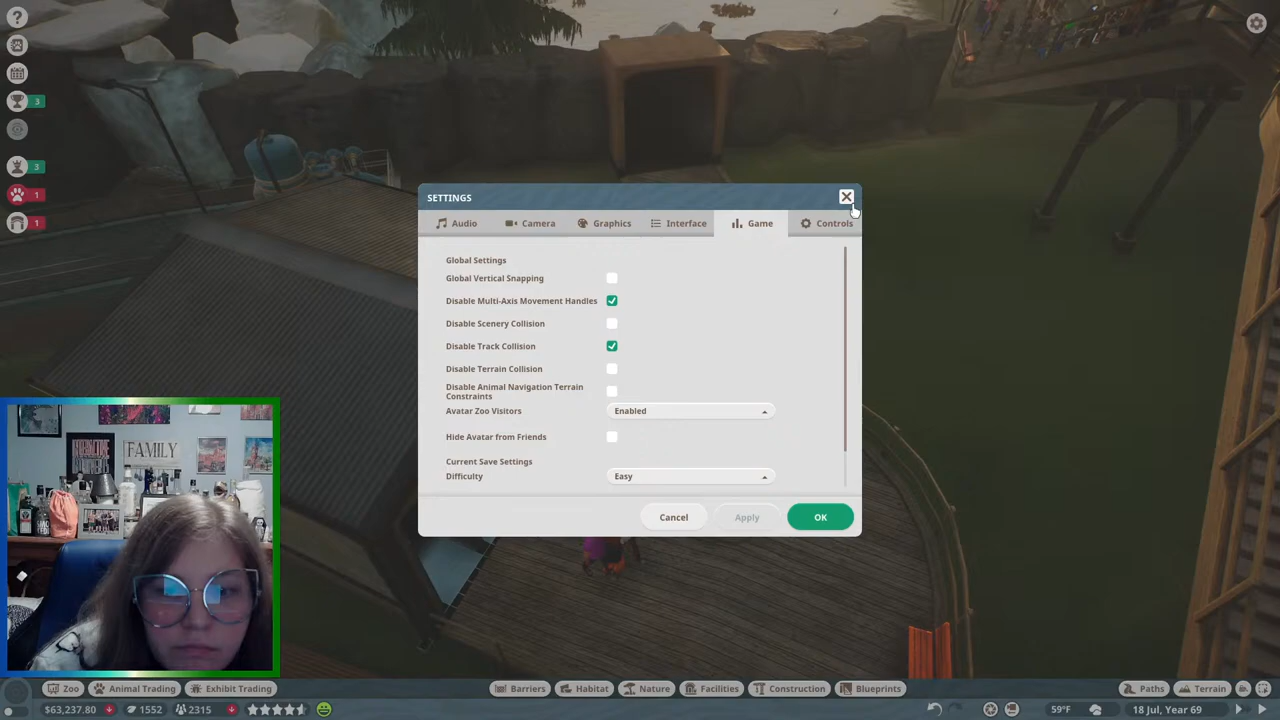 ?
3
3
1
1
SETTINGS
Audio Camera Graphics Interface Game Controls
Global Settings
Global Vertical Snapping
Disable Multi-Axis Movement Handles
Disable Scenery Collision
Disable Track Collision
Disable Terrain Collision
Disable Animal Navigation Terrain
Constraints
Avatar Zoo Visitors Enabled
Hide Avatar from Friends
Current Save Settings
Difficulty Easy
Cancel Apply OK
FAMILY
Zoo Animal Trading Exhibit Trading Barriers Habitat Nature Facilities Construction Blueprints Paths Terrain
$63,237.80 1552 2315 59°F 18 Jul, Year 69